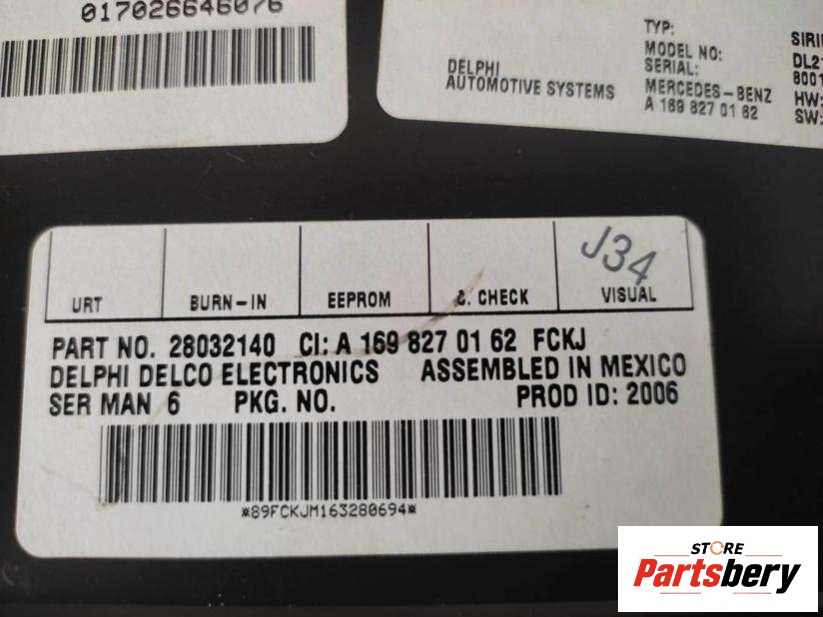 017026646076
DELPHI
AUTOMOTIVE SYSTEMS
TYP:
MODEL NO:
SERIAL:
MERCEDES-BENZ
A 169 827 01 62
HW:
SW:
J34
URT
BURN-IN
EEPROM
CHECK
VISUAL
PART NO. 28032140 CI: A 169 827 01 62 FCKJ
DELPHI DELCO ELECTRONICS ASSEMBLED IN MEXICO
SER MAN 6 PKG. NO. PROD ID: 2006
*89FCKJM163280694*
STORE
Partsbery